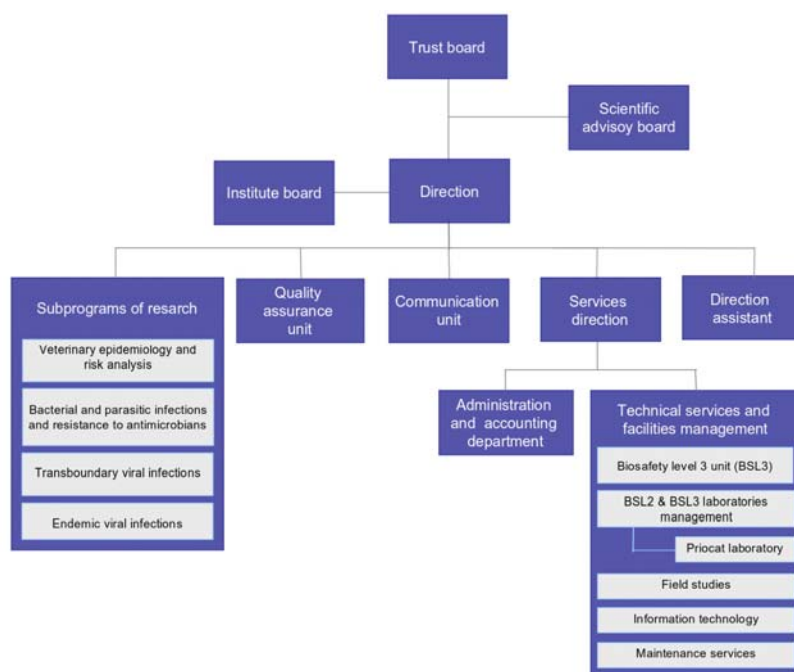 Trust board
Scientific
advisoy board
Institute board
Direction
Subprograms of resarch
Veterinary epidemiology and
risk analysis
Bacterial and parasitic infections
and resistance to antimicrobians
Transboundary viral infections
Endemic viral infections
Quality
assurance
unit
Communication
unit
Services
direction
Direction
assistant
Administration
and accounting
department
Technical services and
facilities management
Biosafety level 3 unit (BSL3)
BSL2 & BSL3 laboratories
management
Priocat laboratory
Field studies
Information technology
Maintenance services